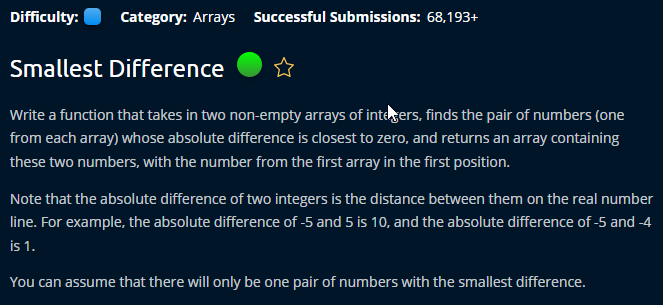 Difficulty: Category: Arrays Successful Submissions: 68,193+
Smallest Difference
Write a function that takes in two non-empty arrays of integers, finds the pair of numbers (one
from each array) whose absolute difference is closest to zero, and returns an array containing
these two numbers, with the number from the first array in the first position.
Note that the absolute difference of two integers is the distance between them on the real number
line. For example, the absolute difference of -5 and 5 is 10, and the absolute difference of -5 and -4
is 1.
You can assume that there will only be one pair of numbers with the smallest difference.